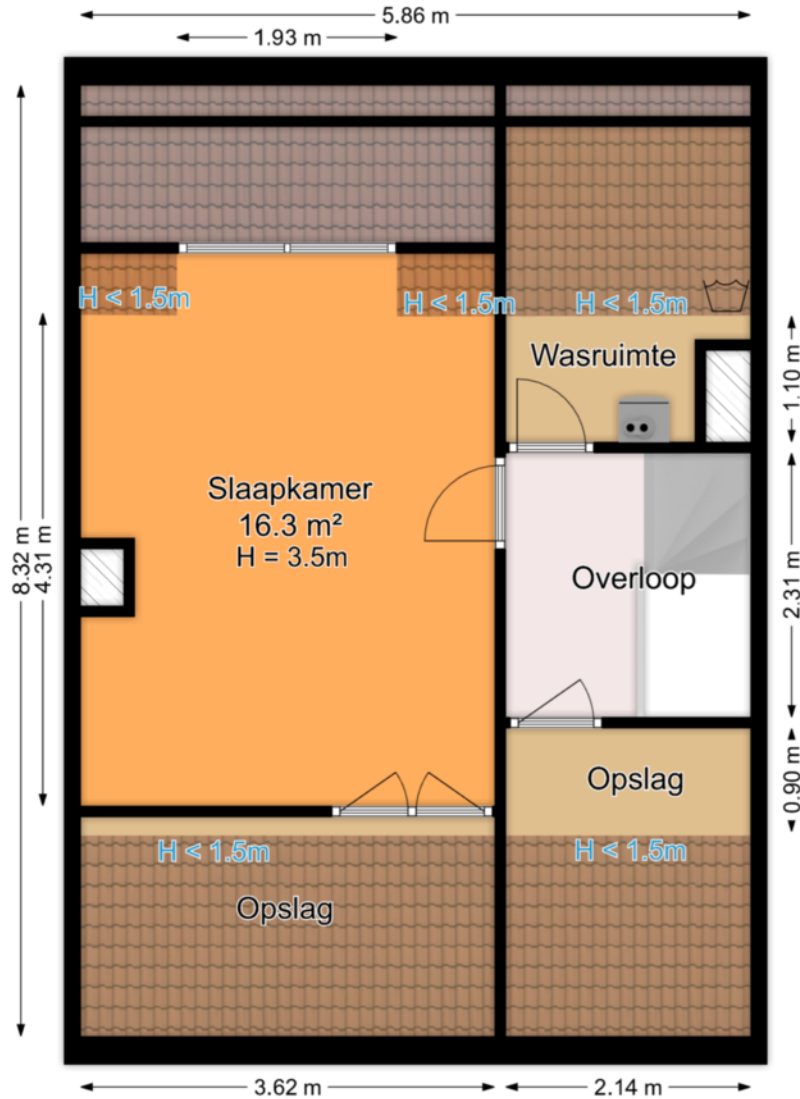 5.86 m
1.93 m
H < 1.5m
H < 1.5m
H < 1.5m
Wasruimte
1.10 m
Slaapkamer
16.3 m²
H = 3.5m
8.32 m
4.31 m
Overloop
2.31 m
Opslag
0.90 m
H < 1.5m
H < 1.5m
Opslag
3.62 m
2.14 m